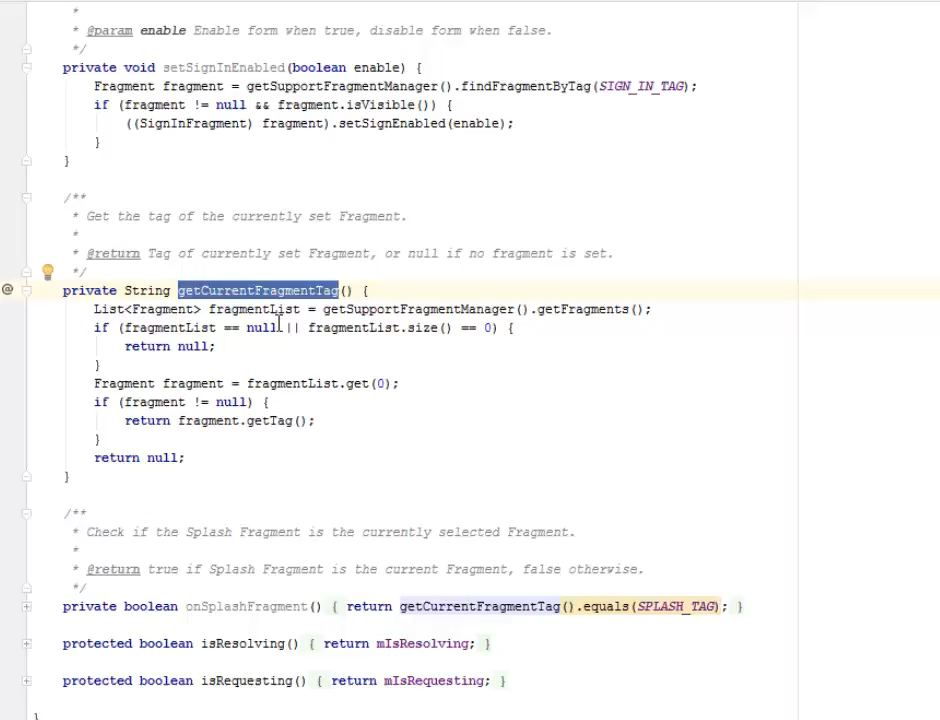 *
* @param enable Enable form when true, disable form when false.
*/
private void setSignInEnabled(boolean enable) {
Fragment fragment = getSupportFragmentManager().findFragmentByTag(SIGN_IN_TAG);
if (fragment != null && fragment.isVisible()) {
((SignInFragment) fragment).setSignEnabled(enable);
}
}
/**
* Get the tag of the currently set Fragment.
*
* @return Tag of currently set Fragment, or null if no fragment is set.
*/
@ private String getCurrentFragmentTag() {
List<Fragment> fragmentList = getSupportFragmentManager().getFragments();
if (fragmentList == null || fragmentList.size() == 0) {
return null;
}
Fragment fragment = fragmentList.get(0);
if (fragment != null) {
return fragment.getTag();
}
return null;
}
/**
* Check if the Splash Fragment is the currently selected Fragment.
*
* @return true if Splash Fragment is the current Fragment, false otherwise.
*/
private boolean onSplashFragment() { return getCurrentFragmentTag().equals(SPLASH_TAG); }
protected boolean isResolving() { return mIsResolving; }
protected boolean isRequesting() { return mIsRequesting; }
}